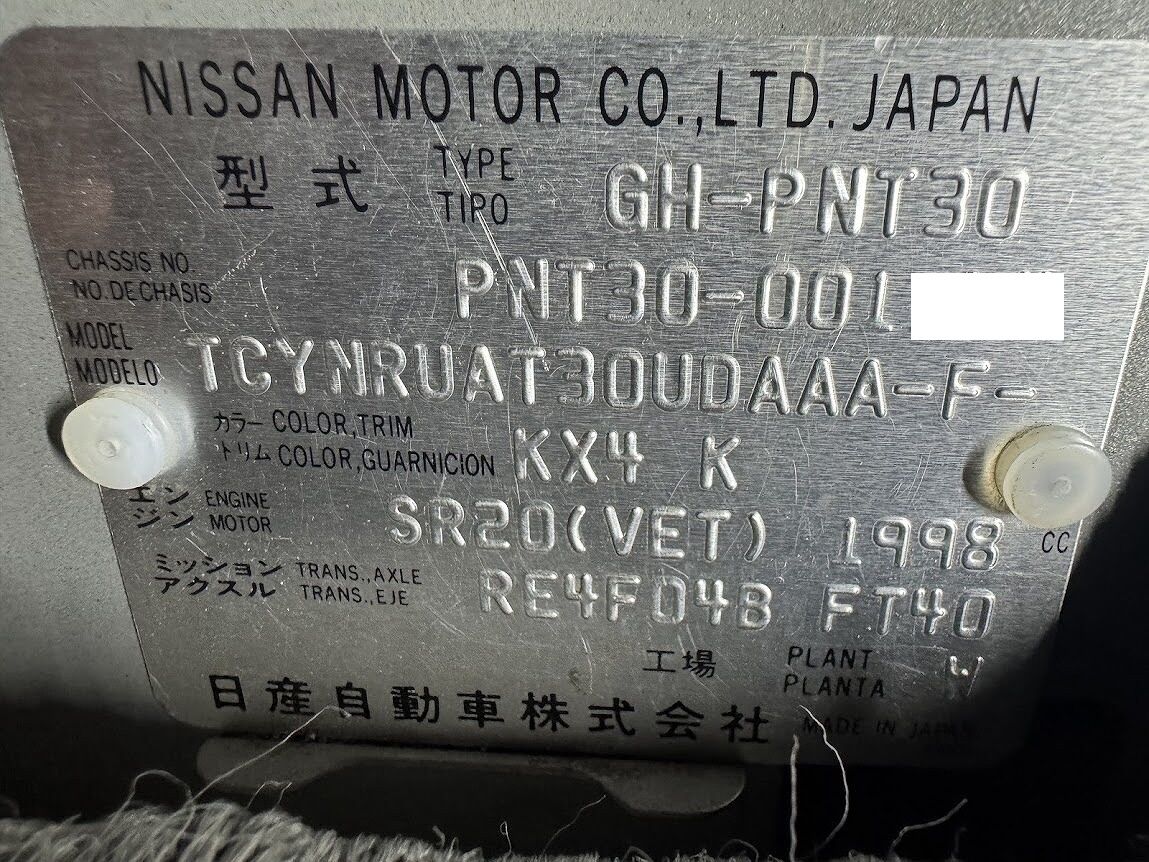 NISSAN MOTOR CO.,LTD. JAPAN
型式 TYPE TIPO GH-PNT30
CHASSIS NO. NO.DECHASIS PNT30-001
MODEL MODELO TCYNRUAT30UDAAA-F-
カラー COLOR,TRIM
トリム COLOR,GUARNICION KX4 K
エンジン ENGINE MOTOR SR20(VET) 1998 CC
ミッション TRANS.,AXLE
アクスル TRANS.,EJE RE4F04B FT40
工場 PLANT PLANTA W
日産自動車株式会社 MADE IN JAPAN